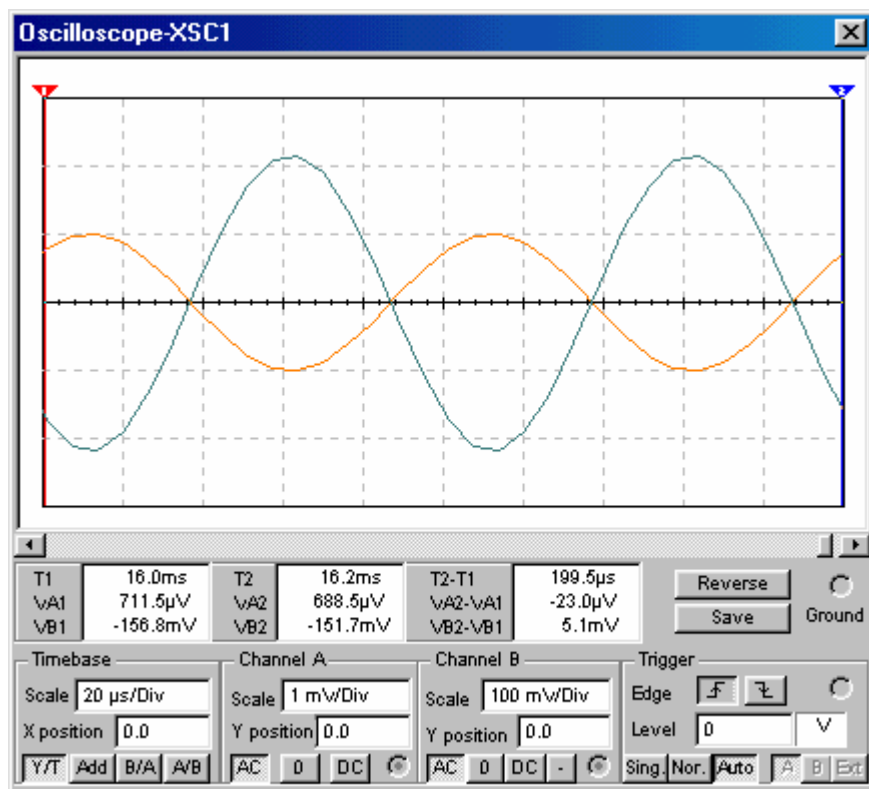 Oscilloscope-XSC1
1 2
T1 16.0ms T2 16.2ms T2-T1 199.5µs
VA1 711.5µV VA2 688.5µV VA2-VA1 -23.0µV
VB1 -156.8mV VB2 -151.7mV VB2-VB1 5.1mV
Reverse
Save
Ground
Timebase Channel A Channel B Trigger
Scale 20 µs/Div Scale 1 mV/Div Scale 100 mV/Div Edge
X position 0.0 Y position 0.0 Y position 0.0 Level 0 V
Y/T Add B/A A/B AC 0 DC AC 0 DC - Sing. Nor. Auto A B Ext